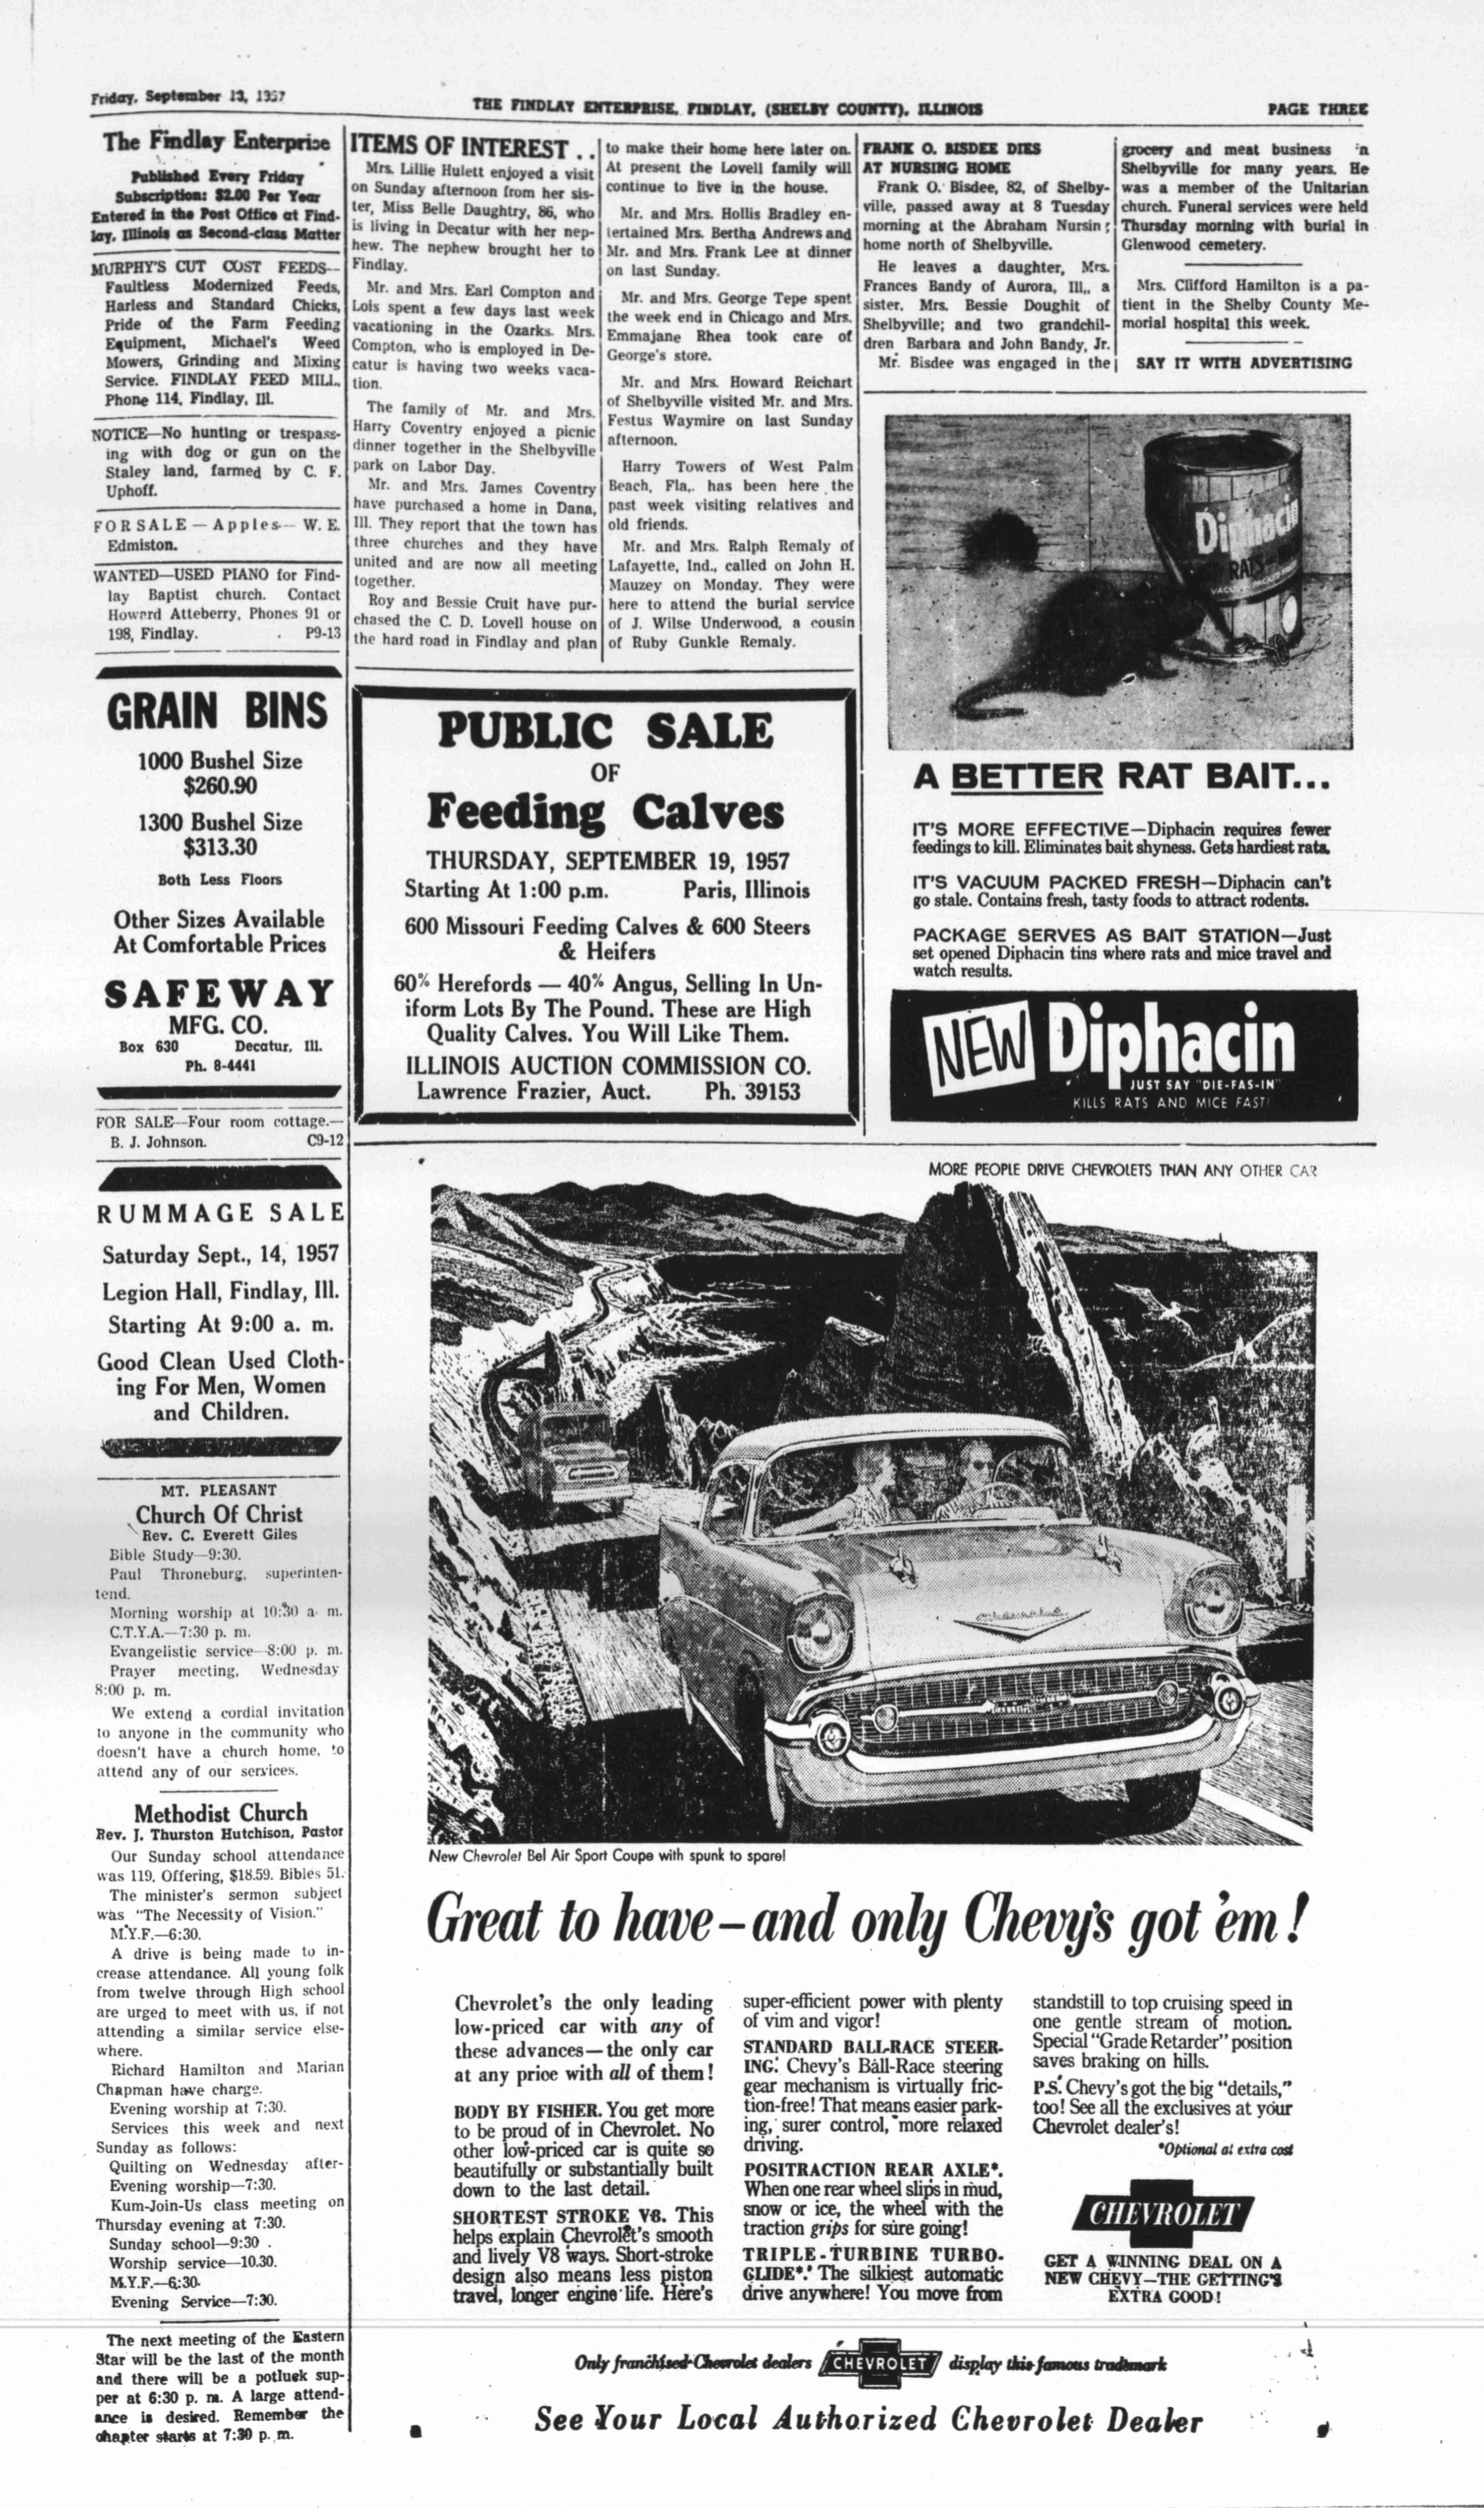 Friday, September 13, 1957
THE FINDLAY ENTERPRISE, FINDLAY, (SHELBY COUNTY), ILLINOIS
PAGE THREE
The Findlay Enterprise
Published Every Friday
Subscription: $2.00 Per Year
Entered in the Post Office at Find-
lay, Illinois as Second-class Matter
MURPHY'S CUT COST FEEDS--
Faultless Modernized Feeds,
Harless and Standard Chicks,
Pride of the Farm Feeding
Equipment, Michael's Weed
Mowers, Grinding and Mixing
Service. FINDLAY FEED MILL,
Phone 114, Findlay, Ill.
NOTICE—No hunting or trespass-
ing with dog or gun on the
Staley land, farmed by C. F.
Uphoff.
FOR SALE — Apples— W. E.
Edmiston.
WANTED—USED PIANO for Find-
lay Baptist church. Contact
Howard Atteberry, Phones 91 or
198, Findlay. P9-13
GRAIN BINS
1000 Bushel Size
$260.90
1300 Bushel Size
$313.30
Both Less Floors
Other Sizes Available
At Comfortable Prices
SAFEWAY
MFG. CO.
Box 630 Decatur, Ill.
Ph. 8-4441
FOR SALE—Four room cottage.—
B. J. Johnson. C9-12
RUMMAGE SALE
Saturday Sept., 14, 1957
Legion Hall, Findlay, Ill.
Starting At 9:00 a. m.
Good Clean Used Cloth-
ing For Men, Women
and Children.
MT. PLEASANT
Church Of Christ
Rev. C. Everett Giles
Bible Study—9:30.
Paul Throneburg, superinten-
tend.
Morning worship at 10:30 a. m.
C.T.Y.A.—7:30 p. m.
Evangelistic service—8:00 p. m.
Prayer meeting, Wednesday
8:00 p. m.
We extend a cordial invitation
to anyone in the community who
doesn't have a church home, to
attend any of our services.
Methodist Church
Rev. J. Thurston Hutchison, Pastor
Our Sunday school attendance
was 119. Offering, $18.59. Bibles 51.
The minister's sermon subject
was "The Necessity of Vision."
M.Y.F.—6:30.
A drive is being made to in-
crease attendance. All young folk
from twelve through High school
are urged to meet with us, if not
attending a similar service else-
where.
Richard Hamilton and Marian
Chapman have charge.
Evening worship at 7:30.
Services this week and next
Sunday as follows:
Quilting on Wednesday after-
Evening worship—7:30.
Kum-Join-Us class meeting on
Thursday evening at 7:30.
Sunday school—9:30 .
Worship service—10.30.
M.Y.F.—6:30.
Evening Service—7:30.
The next meeting of the Eastern
Star will be the last of the month
and there will be a potluck sup-
per at 6:30 p. m. A large attend-
ance is desired. Remember the
chapter starts at 7:30 p. m.
ITEMS OF INTEREST . .
Mrs. Lillie Hulett enjoyed a visit
on Sunday afternoon from her sis-
ter, Miss Belle Daughtry, 86, who
is living in Decatur with her nep-
hew. The nephew brought her to
Findlay.
Mr. and Mrs. Earl Compton and
Lois spent a few days last week
vacationing in the Ozarks. Mrs.
Compton, who is employed in De-
catur is having two weeks vaca-
tion.
The family of Mr. and Mrs.
Harry Coventry enjoyed a picnic
dinner together in the Shelbyville
park on Labor Day.
Mr. and Mrs. James Coventry
have purchased a home in Dana,
Ill. They report that the town has
three churches and they have
united and are now all meeting
together.
Roy and Bessie Cruit have pur-
chased the C. D. Lovell house on
the hard road in Findlay and plan
to make their home here later on.
At present the Lovell family will
continue to live in the house.
Mr. and Mrs. Hollis Bradley en-
tertained Mrs. Bertha Andrews and
Mr. and Mrs. Frank Lee at dinner
on last Sunday.
Mr. and Mrs. George Tepe spent
the week end in Chicago and Mrs.
Emmajane Rhea took care of
George's store.
Mr. and Mrs. Howard Reichart
of Shelbyville visited Mr. and Mrs.
Festus Waymire on last Sunday
afternoon.
Harry Towers of West Palm
Beach, Fla,. has been here the
past week visiting relatives and
old friends.
Mr. and Mrs. Ralph Remaly of
Lafayette, Ind., called on John H.
Mauzey on Monday. They were
here to attend the burial service
of J. Wilse Underwood, a cousin
of Ruby Gunkle Remaly.
FRANK O. BISDEE DIES
AT NURSING HOME
Frank O. Bisdee, 82, of Shelby-
ville, passed away at 8 Tuesday
morning at the Abraham Nursing
home north of Shelbyville.
He leaves a daughter, Mrs.
Frances Bandy of Aurora, Ill,, a
sister, Mrs. Bessie Doughit of
Shelbyville; and two grandchil-
dren Barbara and John Bandy, Jr.
Mr. Bisdee was engaged in the
grocery and meat business in
Shelbyville for many years. He
was a member of the Unitarian
church. Funeral services were held
Thursday morning with burial in
Glenwood cemetery.
Mrs. Clifford Hamilton is a pa-
tient in the Shelby County Me-
morial hospital this week.
SAY IT WITH ADVERTISING
PUBLIC SALE
OF
Feeding Calves
THURSDAY, SEPTEMBER 19, 1957
Starting At 1:00 p.m. Paris, Illinois
600 Missouri Feeding Calves & 600 Steers
& Heifers
60% Herefords — 40% Angus, Selling In Un-
iform Lots By The Pound. These are High
Quality Calves. You Will Like Them.
ILLINOIS AUCTION COMMISSION CO.
Lawrence Frazier, Auct. Ph. 39153
Diphacin
RATS
A BETTER RAT BAIT...
IT'S MORE EFFECTIVE—Diphacin requires fewer
feedings to kill. Eliminates bait shyness. Gets hardiest rats.
IT'S VACUUM PACKED FRESH—Diphacin can't
go stale. Contains fresh, tasty foods to attract rodents.
PACKAGE SERVES AS BAIT STATION—Just
set opened Diphacin tins where rats and mice travel and
watch results.
NEW Diphacin
JUST SAY "DIE-FAS-IN"
KILLS RATS AND MICE FAST!
MORE PEOPLE DRIVE CHEVROLETS THAN ANY OTHER CAR
Chevrolet
New Chevrolet Bel Air Sport Coupe with spunk to spare!
Great to have—and only Chevy's got 'em!
Chevrolet's the only leading
low-priced car with any of
these advances—the only car
at any price with all of them!
BODY BY FISHER. You get more
to be proud of in Chevrolet. No
other low-priced car is quite so
beautifully or substantially built
down to the last detail.
SHORTEST STROKE V8. This
helps explain Chevrolet's smooth
and lively V8 ways. Short-stroke
design also means less piston
travel, longer engine life. Here's
super-efficient power with plenty
of vim and vigor!
STANDARD BALL-RACE STEER-
ING. Chevy's Ball-Race steering
gear mechanism is virtually fric-
tion-free! That means easier park-
ing, surer control, more relaxed
driving.
POSITRACTION REAR AXLE*.
When one rear wheel slips in mud,
snow or ice, the wheel with the
traction grips for sure going!
TRIPLE-TURBINE TURBO-
GLIDE*. The silkiest automatic
drive anywhere! You move from
standstill to top cruising speed in
one gentle stream of motion.
Special "Grade Retarder" position
saves braking on hills.
P.S. Chevy's got the big "details,"
too! See all the exclusives at your
Chevrolet dealer's!
*Optional at extra cost
CHEVROLET
GET A WINNING DEAL ON A
NEW CHEVY—THE GETTING'S
EXTRA GOOD!
Only franchised Chevrolet dealers CHEVROLET display this famous trademark
See Your Local Authorized Chevrolet Dealer